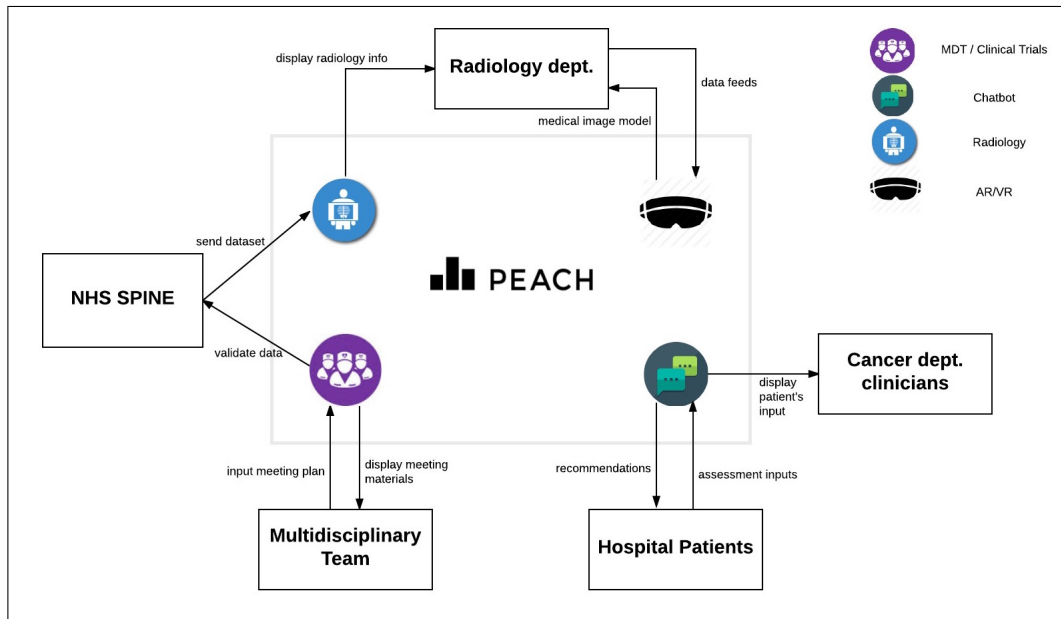 display radiology info
Radiology dept.
data feeds
medical image model
MDT / Clinical Trials
Chatbot
Radiology
AR/VR
send dataset
NHS SPINE
validate data
PEACH
Cancer dept.
clinicians
display
patient's
input
input meeting plan
display meeting
materials
recommendations
assessment inputs
Multidisciplinary
Team
Hospital Patients